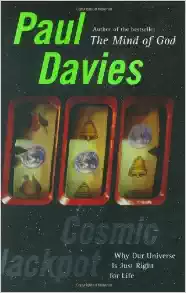 Paul
Davies
Author of the bestseller
The Mind of God
Cosmic
Jackpot
Why Our Universe
Is Just Right
for Life